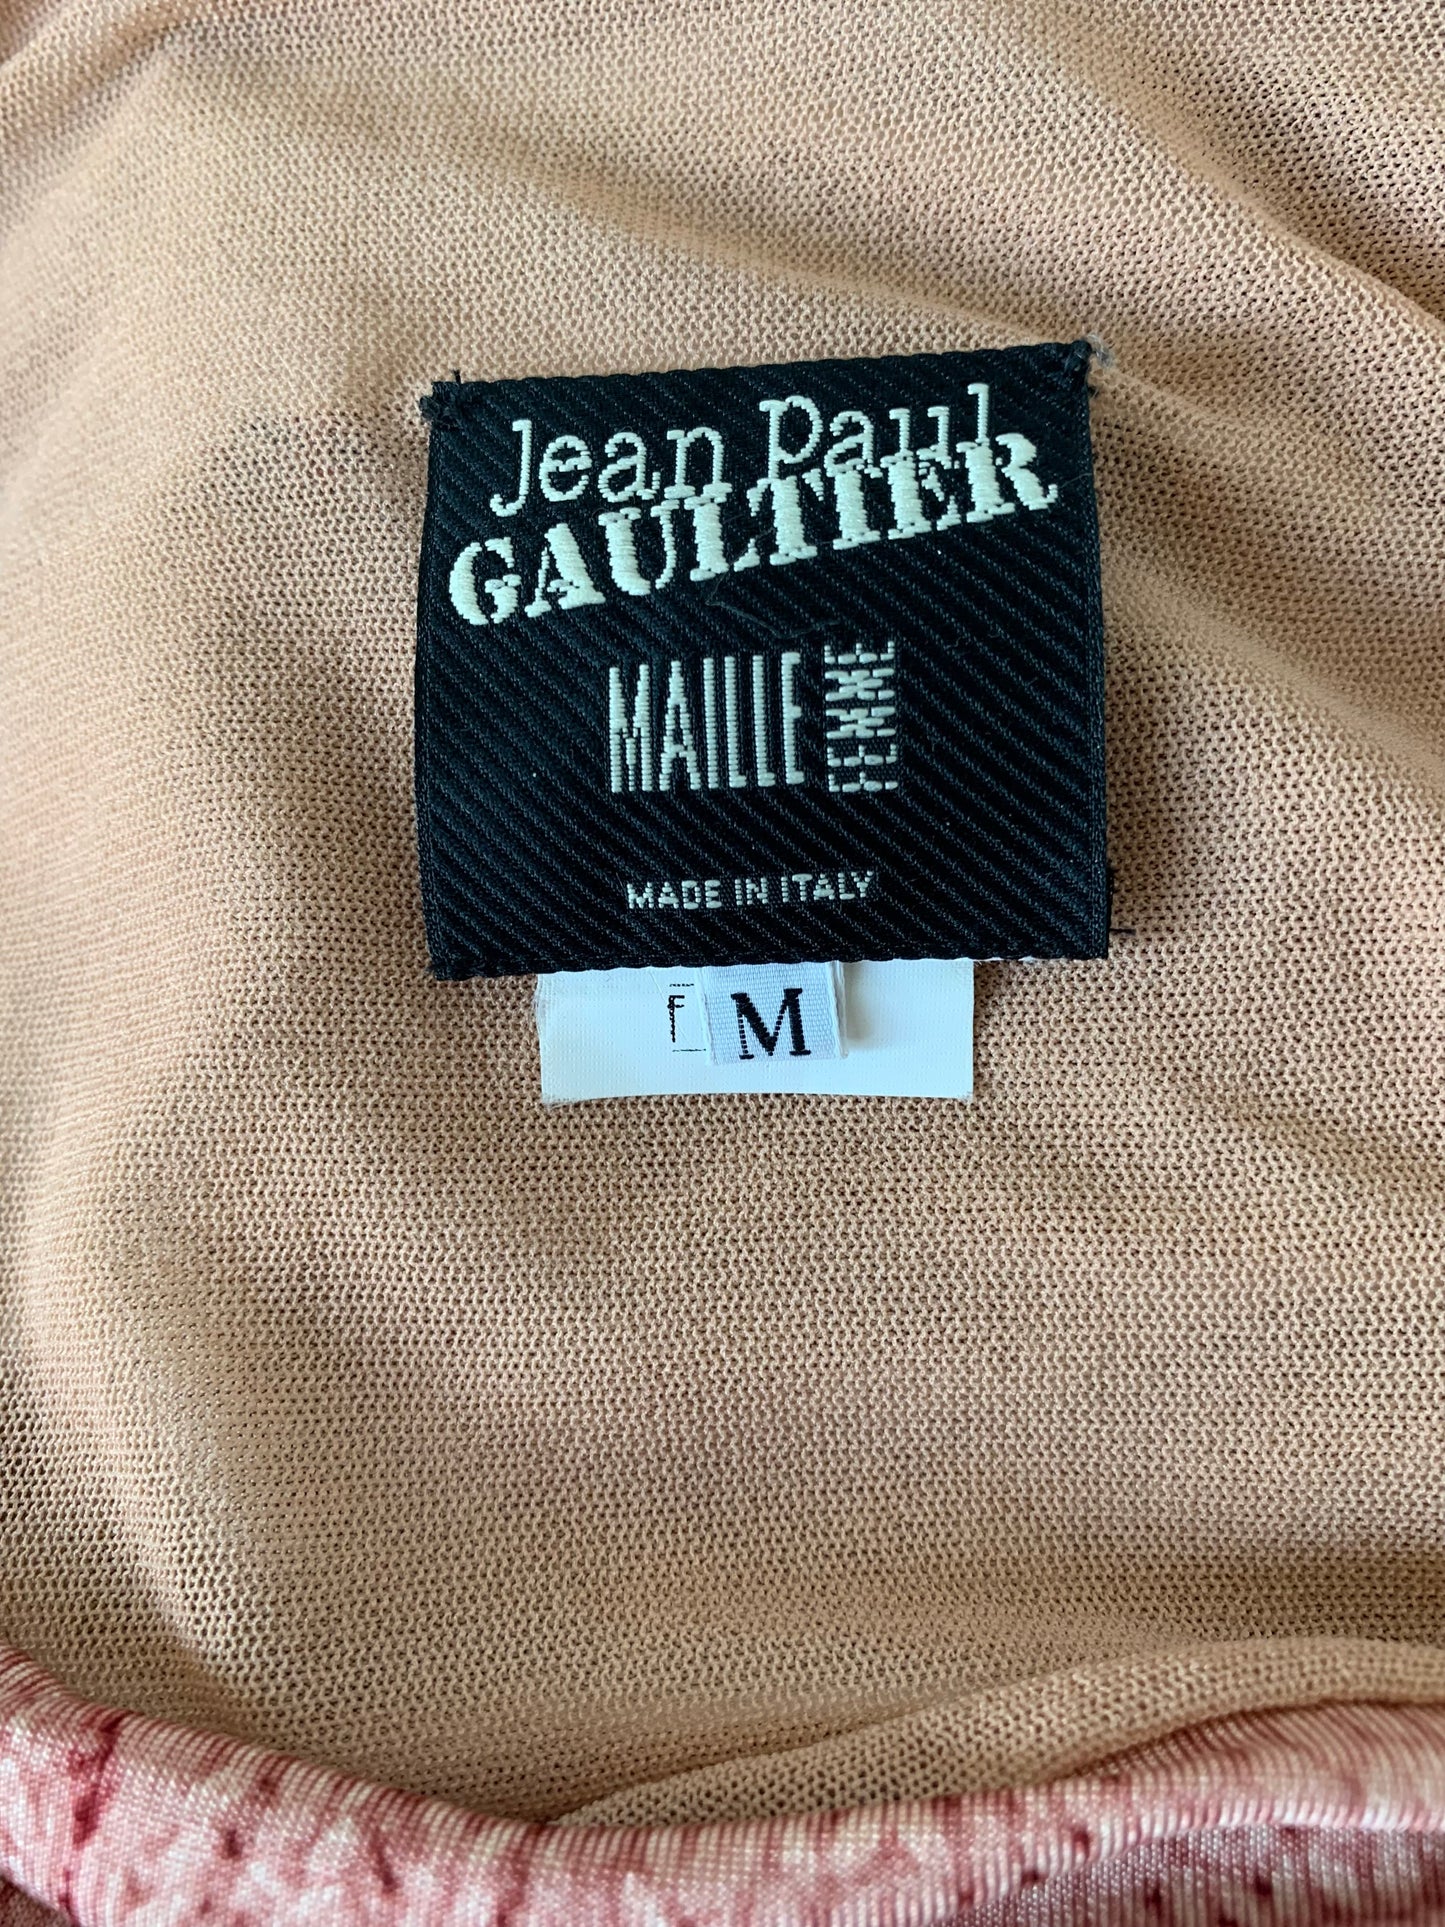 Jean Paul
GAULTIER
MAILLE FEMME
MADE IN ITALY
F M